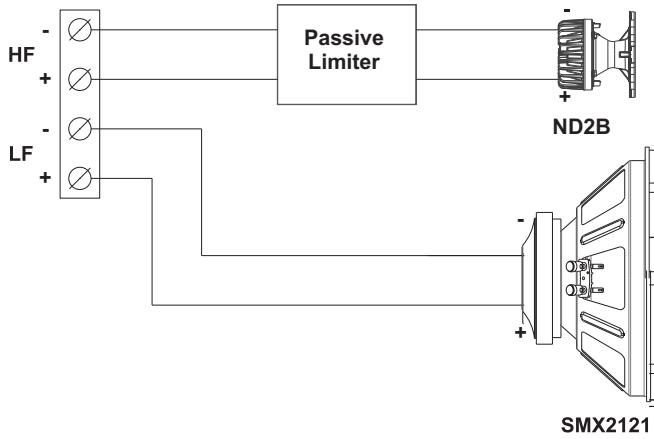 -
HF
+
-
LF
+
Passive
Limiter
-
+
ND2B
-
+
SMX2121